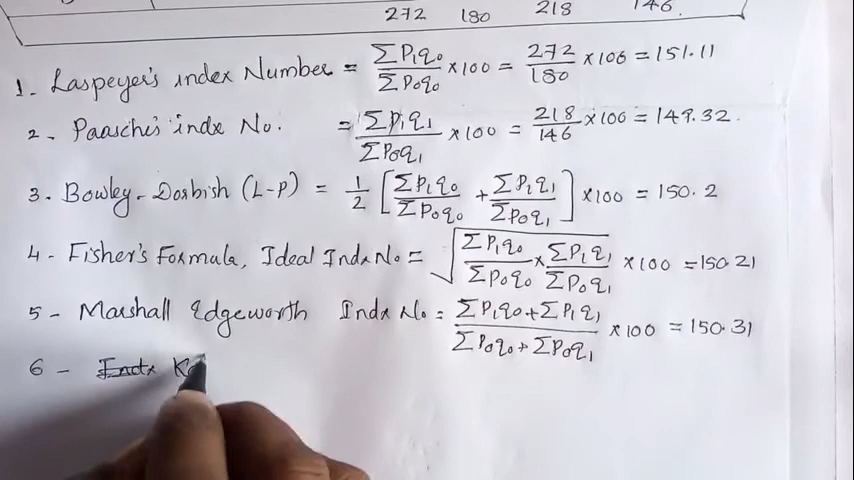 272 180 218 146.
1. Laspeyer's index Number = ΣP₁q₀/ΣP₀q₀ ×100 = 272/180 ×100 = 151.11
2. Paasche's indx No. = ΣP₁q₁/ΣP₀q₁ ×100 = 218/146 ×100 = 149.32.
3. Bowley-Dorbish (L-P) = 1/2 [ΣP₁q₀/ΣP₀q₀ + ΣP₁q₁/ΣP₀q₁] ×100 = 150.2
4- Fisher's Formula, Ideal Indx No = √(ΣP₁q₀/ΣP₀q₀ × ΣP₁q₁/ΣP₀q₁) ×100 = 150.21
5- Marshall Edgeworth Indx No. = (ΣP₁q₀+ΣP₁q₁)/(ΣP₀q₀+ΣP₀q₁) ×100 = 150.31
6-